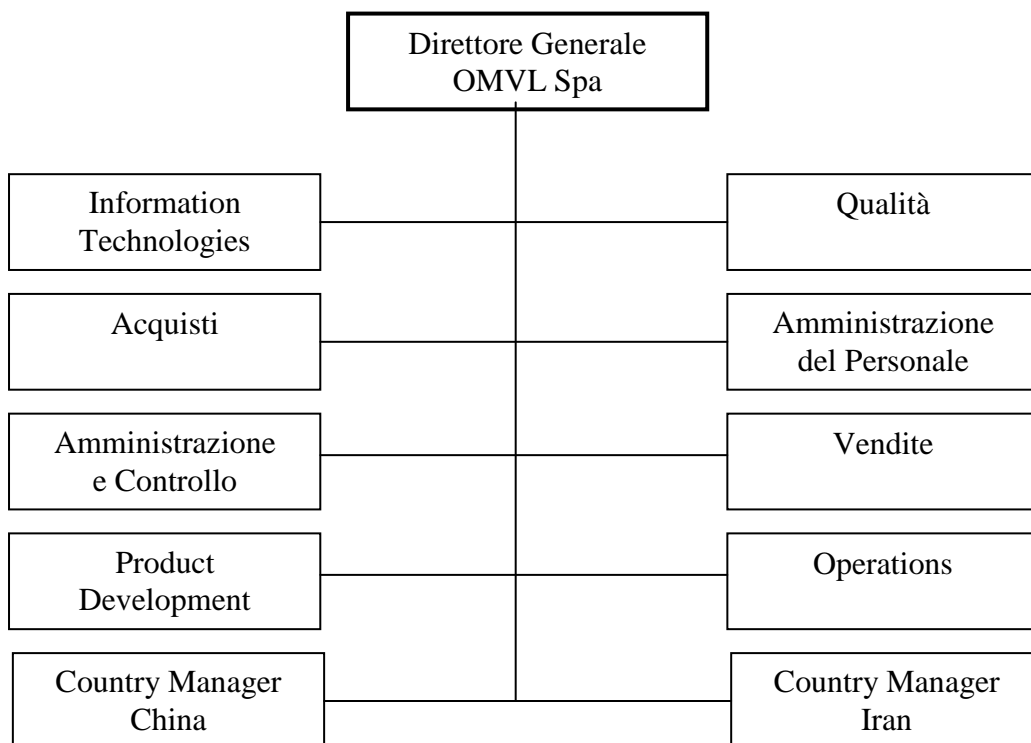 Direttore Generale
OMVL Spa
Information
Technologies
Qualità
Acquisti
Amministrazione
del Personale
Amministrazione
e Controllo
Vendite
Product
Development
Operations
Country Manager
China
Country Manager
Iran